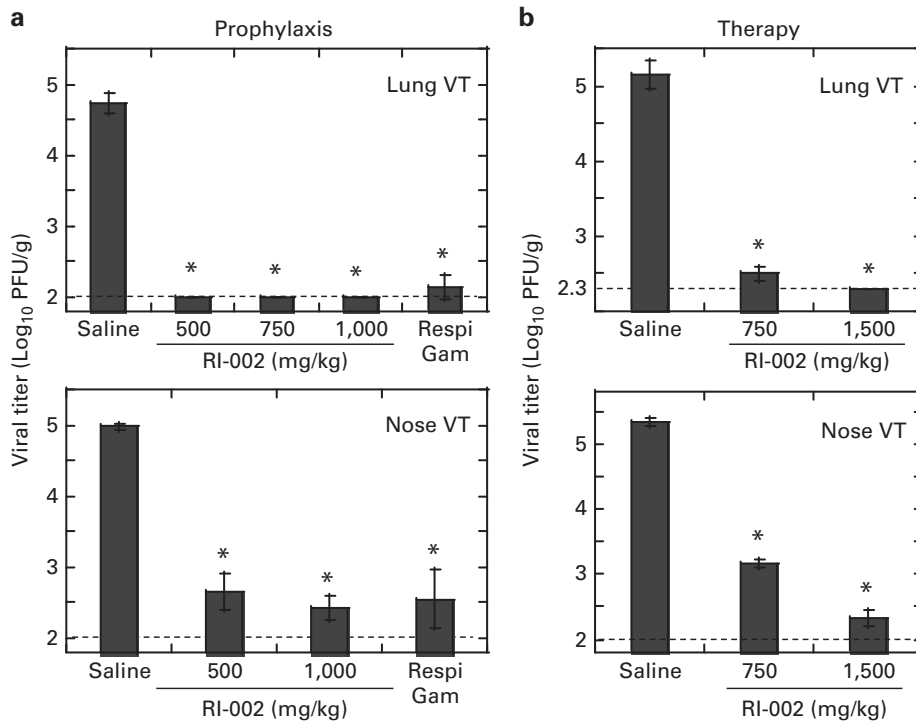 a
Prophylaxis
Viral titer (Log10 PFU/g)
Lung VT
5
4
3
2
* * * *
Saline 500 750 1,000 Respi
Gam
RI-002 (mg/kg)
Nose VT
5
4
3
2
* * *
Saline 500 1,000 Respi
Gam
RI-002 (mg/kg)
b
Therapy
Viral titer (Log10 PFU/g)
Lung VT
5
4
3
2.3
* *
Saline 750 1,500
RI-002 (mg/kg)
Nose VT
5
4
3
2
* *
Saline 750 1,500
RI-002 (mg/kg)